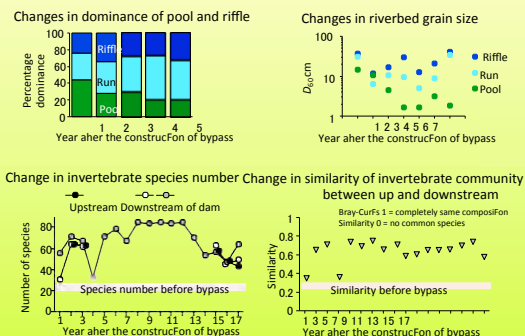 Changes in dominance of pool and riffle
Percentage
dominance
100
80
60
40
20
0
Riffle
Run
Poo
1 2 3 4 5
Year aher the construcFon of bypass
Changes in riverbed grain size
D60cm
100
10
1
Riffle
Run
Pool
1 2 3 4 5 6 7
Year aher the construcFon of bypass
Change in invertebrate species number
Upstream Downstream of dam
Number of species
80
60
40
20
0
Species number before bypass
1 3 5 7 9 11 13 15 17
Year aher the construcFon of bypass
Change in similarity of invertebrate community
between up and downstream
Bray-CurFs 1 = completely same composiFon
Similarity 0 = no common species
Similarity
1
0.8
0.6
0.4
0.2
0
Similarity before bypass
1 3 5 7 9 11 13 15 17
Year aher the construcFon of bypass